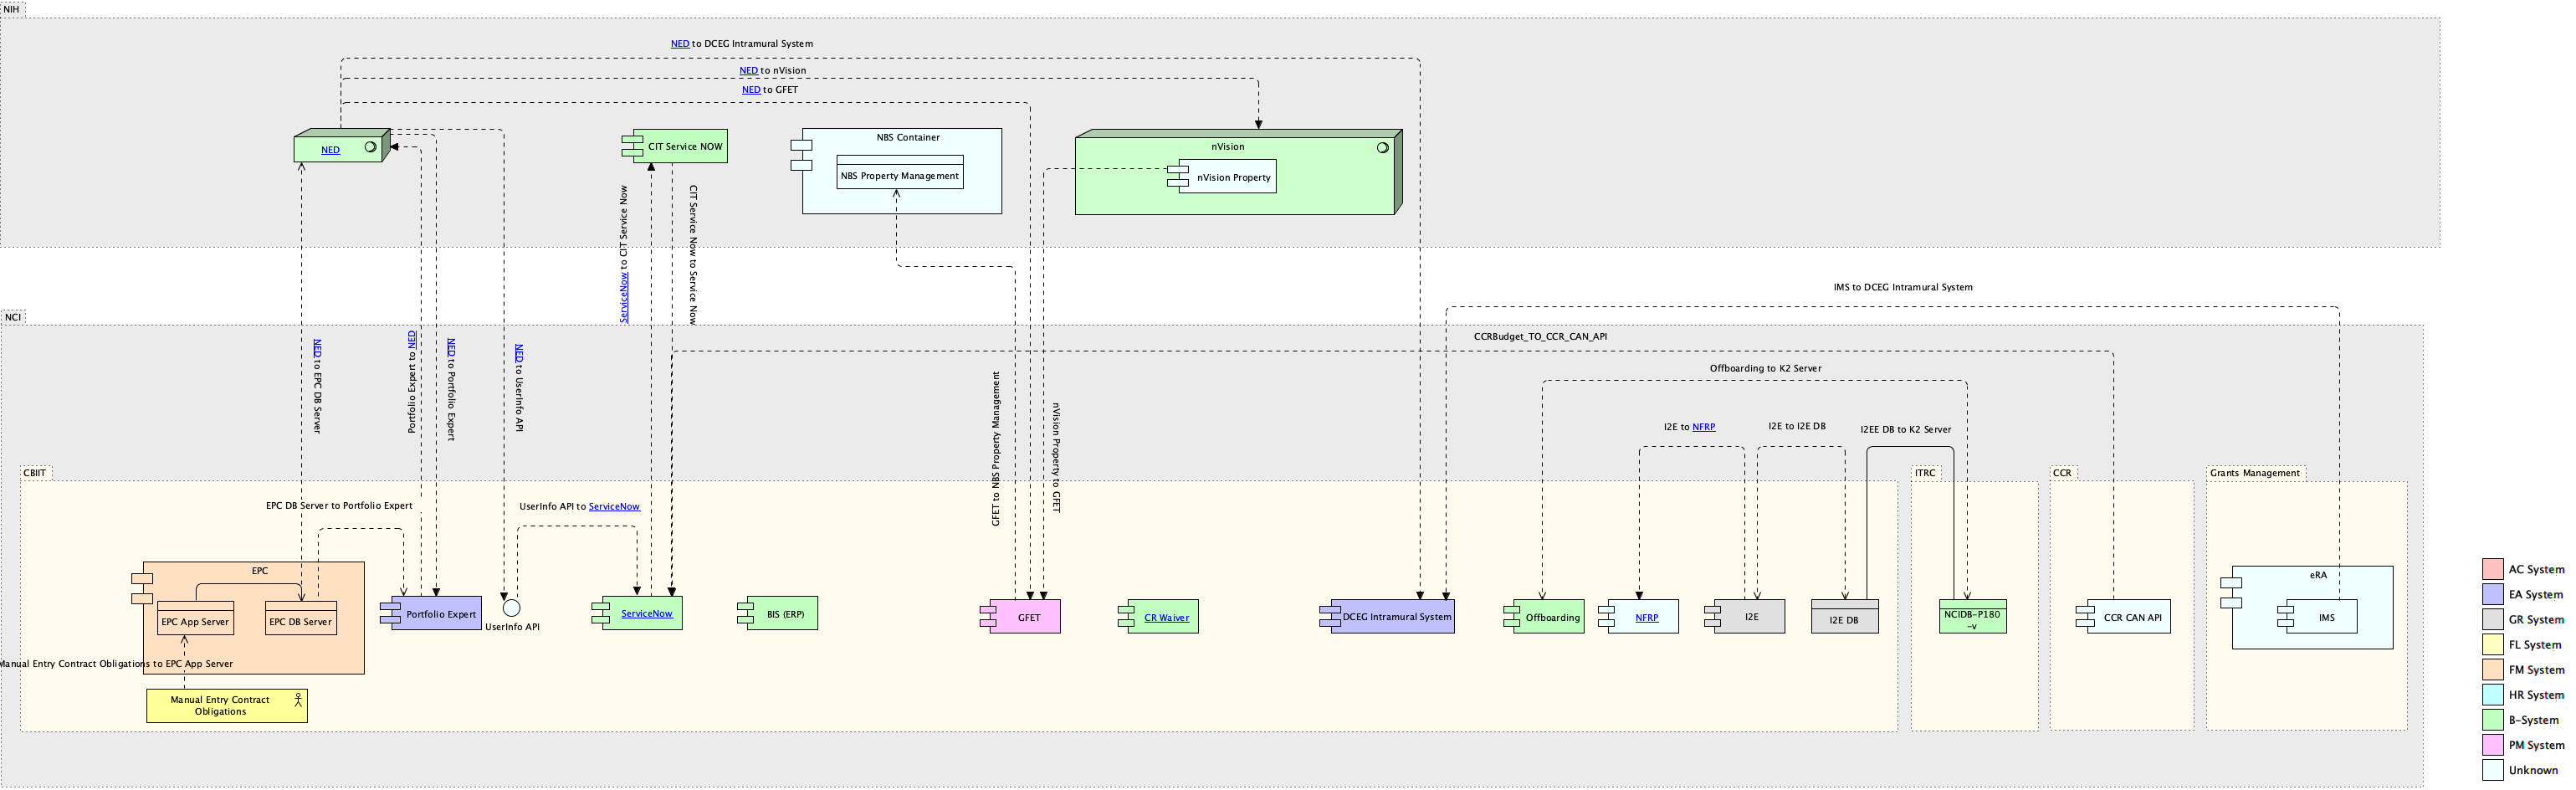 NIH
NED to DCEG Intramural System
NED to nVision
NED to GFET
NED
CIT Service NOW
NBS Container
NBS Property Management
nVision
nVision Property
ServiceNow to CIT Service Now
CIT Service Now to Service Now
IMS to DCEG Intramural System
NCI
CCRBudget_TO_CCR_CAN_API
NED to EPC DB Server
Portfolio Expert to NED
NED to Portfolio Expert
NED to UserInfo API
GFET to NBS Property Management
nVision Property to GFET
Offboarding to K2 Server
I2E to NFRP
I2E to I2E DB
I2EE DB to K2 Server
CBIIT
ITRC
CCR
Grants Management
EPC DB Server to Portfolio Expert
UserInfo API to ServiceNow
EPC
EPC App Server
EPC DB Server
Portfolio Expert
UserInfo API
ServiceNow
BIS (ERP)
GFET
CR Waiver
DCEG Intramural System
Offboarding
NFRP
I2E
I2E DB
NCIDB-P180
-v
CCR CAN API
eRA
IMS
Manual Entry Contract Obligations to EPC App Server
Manual Entry Contract
Obligations
AC System
EA System
GR System
FL System
FM System
HR System
B-System
PM System
Unknown